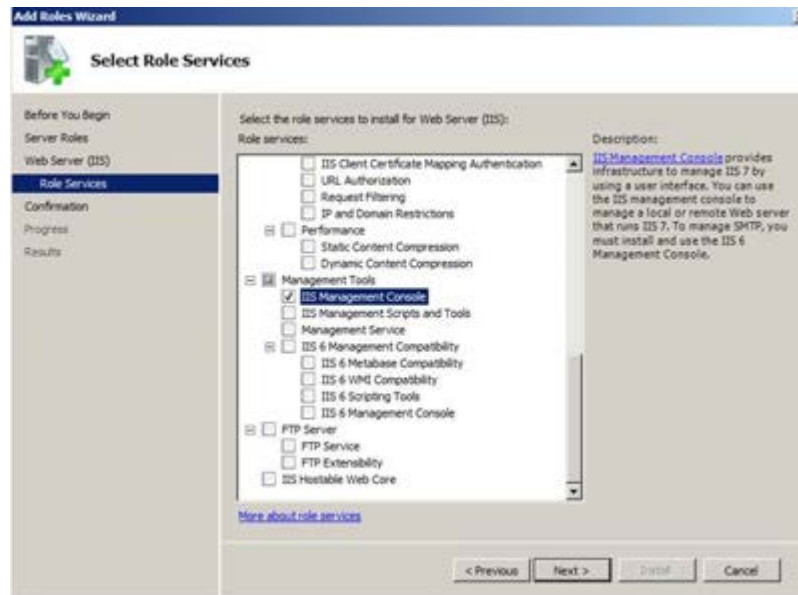 Add Roles Wizard
Select Role Services
Before You Begin
Server Roles
Web Server (IIS)
Role Services
Confirmation
Progress
Results
Select the role services to install for Web Server (IIS):
Role services:
IIS Client Certificate Mapping Authentication
URL Authorization
Request Filtering
IP and Domain Restrictions
Performance
Static Content Compression
Dynamic Content Compression
Management Tools
IIS Management Console
IIS Management Scripts and Tools
Management Service
IIS 6 Management Compatibility
IIS 6 Metabase Compatibility
IIS 6 WMI Compatibility
IIS 6 Scripting Tools
IIS 6 Management Console
FTP Server
FTP Service
FTP Extensibility
IIS Hostable Web Core
More about role services
Description:
IIS Management Console provides
infrastructure to manage IIS 7 by
using a user interface. You can use
the IIS management console to
manage a local or remote Web server
that runs IIS 7. To manage SMTP, you
must install and use the IIS 6
Management Console.
< Previous
Next >
Install
Cancel